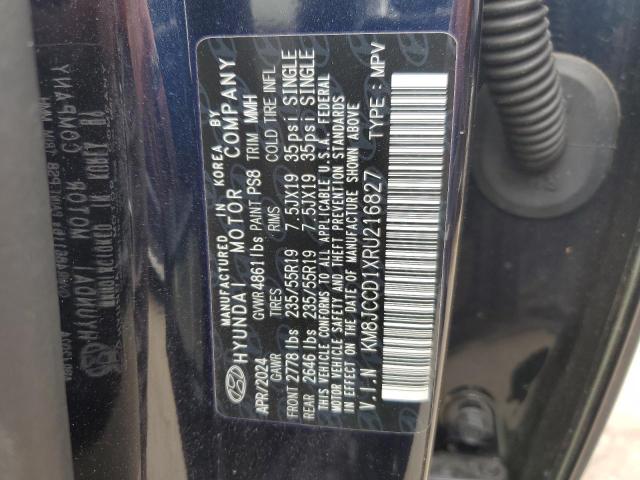 MANUFACTURED IN KOREA BY
HYUNDAI MOTOR COMPANY
APR/2024 GVWR 4861 lbs PAINT PS8 TRIM MMH
GAWR TIRES RIMS COLD TIRE INFL
FRONT 2778 lbs 235/55R19 7.5JX19 35psi SINGLE
REAR 2646 lbs 235/55R19 7.5JX19 35psi SINGLE
THIS VEHICLE CONFORMS TO ALL APPLICABLE U.S.A. FEDERAL
MOTOR VEHICLE SAFETY AND THEFT PREVENTION STANDARDS
IN EFFECT ON THE DATE OF MANUFACTURE SHOWN ABOVE
V.I.N KM8JCCD1XRU216827 TYPE : MPV